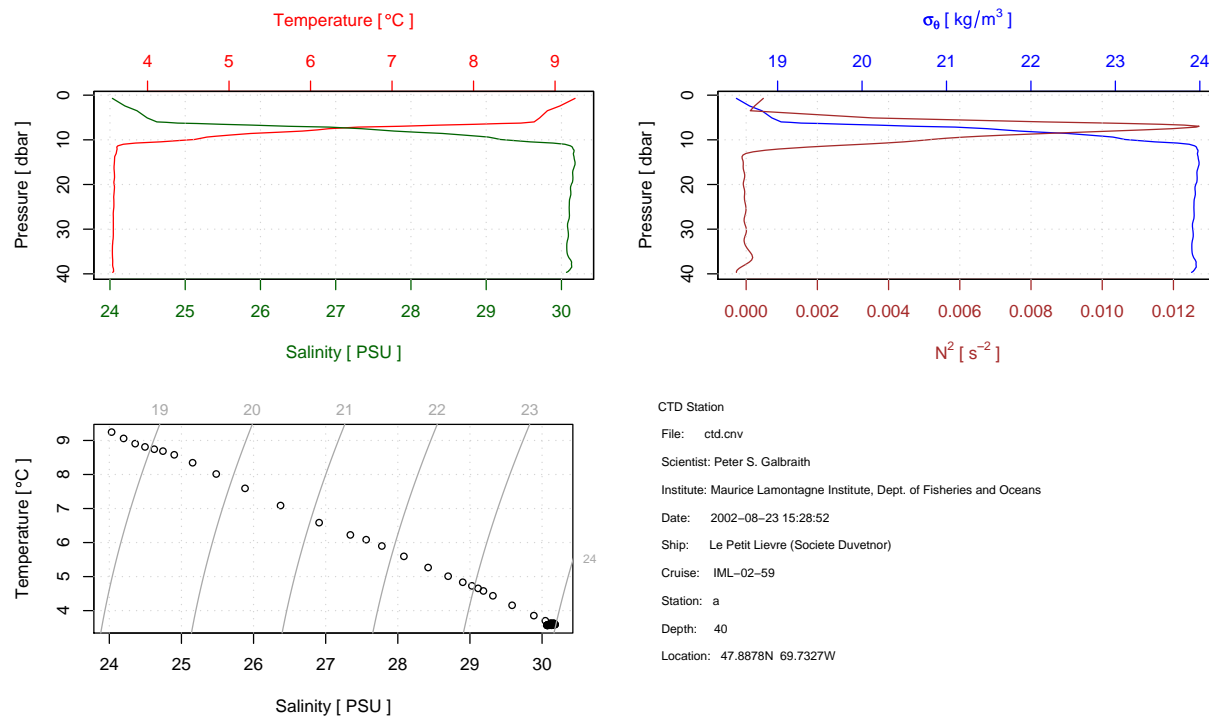 Temperature [ °C ]
4 5 6 7 8 9
Pressure [ dbar ]
0
10
20
30
40
24 25 26 27 28 29 30
Salinity [ PSU ]
σθ [ kg/m³ ]
19 20 21 22 23 24
Pressure [ dbar ]
0
10
20
30
40
0.000 0.002 0.004 0.006 0.008 0.010 0.012
N² [ s⁻² ]
19 20 21 22 23
Temperature [ °C ]
9
8
7
6
5
4
24
24 25 26 27 28 29 30
Salinity [ PSU ]
CTD Station
File: ctd.cnv
Scientist: Peter S. Galbraith
Institute: Maurice Lamontagne Institute, Dept. of Fisheries and Oceans
Date: 2002−08−23 15:28:52
Ship: Le Petit Lievre (Societe Duvetnor)
Cruise: IML−02−59
Station: a
Depth: 40
Location: 47.8878N 69.7327W